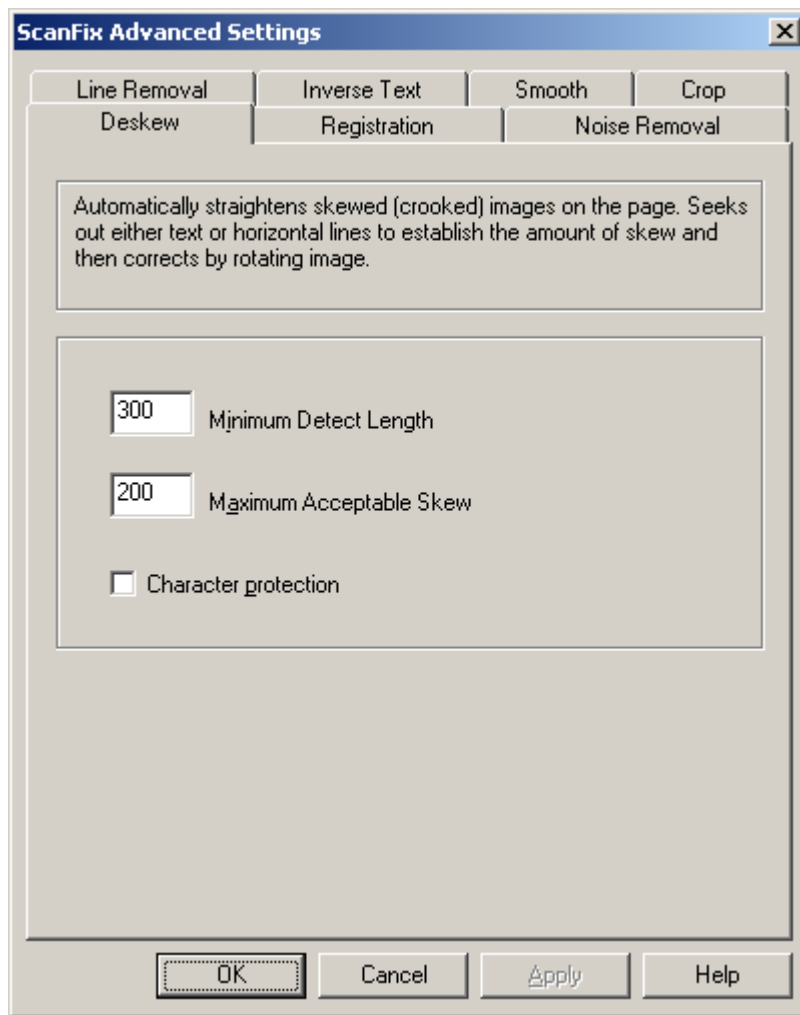 ScanFix Advanced Settings
Line Removal
Inverse Text
Smooth
Crop
Deskew
Registration
Noise Removal
Automatically straightens skewed (crooked) images on the page. Seeks
out either text or horizontal lines to establish the amount of skew and
then corrects by rotating image.
300 Minimum Detect Length
200 Maximum Acceptable Skew
Character protection
OK
Cancel
Apply
Help